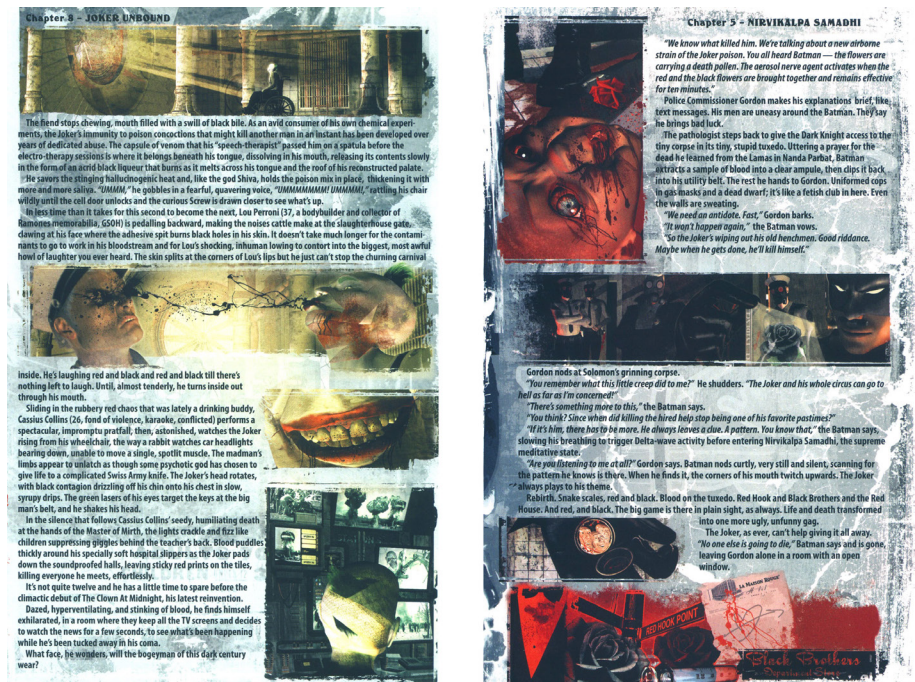 Chapter 8 - JOKER UNBOUND
The fiend stops chewing, mouth filled with a swill of black bile. As an avid consumer of his own chemical experi-
ments, the Joker's immunity to poison concoctions that might kill another man in an instant has been developed over
years of dedicated abuse. The capsule of venom that his "speech-therapist" passed him on a spatula before the
electro-therapy sessions is where it belongs beneath his tongue, dissolving in his mouth, releasing its contents slowly
in the form of an acrid black liqueur that burns as it melts across his tongue and the roof of his reconstructed palate.
He savors the stinging hallucinogenic heat and, like the god Shiva, holds the poison mix in place, thickening it with
more and more saliva. "UMMM," he gobbles in a fearful, quavering voice, "UMMMMMMM! UMMMM!," rattling his chair
wildly until the cell door unlocks and the curious Screw is drawn closer to see what's up.
In less time than it takes for this second to become the next, Lou Perroni (37, a bodybuilder and collector of
Ramones memorabilia, GSOH) is pedalling backward, making the noises cattle make at the slaughterhouse gate,
clawing at his face where the adhesive spit burns black holes in his skin. It doesn't take much longer for the contami-
nants to go to work in his bloodstream and for Lou's shocking, inhuman lowing to contort into the biggest, most awful
howl of laughter you ever heard. The skin splits at the corners of Lou's lips but he just can't stop the churning carnival
inside. He's laughing red and black and red and black till there's
nothing left to laugh. Until, almost tenderly, he turns inside out
through his mouth.
Sliding in the rubbery red chaos that was lately a drinking buddy,
Cassius Collins (26, fond of violence, karaoke, conflicted) performs a
spectacular, impromptu pratfall, then, astonished, watches the Joker
rising from his wheelchair, the way a rabbit watches car headlights
bearing down, unable to move a single, spotlit muscle. The madman's
limbs appear to unlatch as though some psychotic god has chosen to
give life to a complicated Swiss Army knife. The Joker's head rotates,
with black contagion drizzling off his chin onto his chest in slow,
syrupy drips. The green lasers of his eyes target the keys at the big
man's belt, and he shakes his head.
In the silence that follows Cassius Collins' seedy, humiliating death
at the hands of the Master of Mirth, the lights crackle and fizz like
children suppressing giggles behind the teacher's back. Blood puddles
thickly around his specially soft hospital slippers as the Joker pads
down the soundproofed halls, leaving sticky red prints on the tiles,
killing everyone he meets, effortlessly.
It's not quite twelve and he has a little time to spare before the
climactic debut of The Clown At Midnight, his latest reinvention.
Dazed, hyperventilating, and stinking of blood, he finds himself
exhilarated, in a room where they keep all the TV screens and decides
to watch the news for a few seconds, to see what's been happening
while he's been tucked away in his coma.
What face, he wonders, will the bogeyman of this dark century
wear?
Chapter 5 - NIRVIKALPA SAMADHI
"We know what killed him. We're talking about a new airborne
strain of the Joker poison. You all heard Batman — the flowers are
carrying a death pollen. The aerosol nerve agent activates when the
red and the black flowers are brought together and remains effective
for ten minutes."
Police Commissioner Gordon makes his explanations brief, like
text messages. His men are uneasy around the Batman. They say
he brings bad luck.
The pathologist steps back to give the Dark Knight access to the
tiny corpse in its tiny, stupid tuxedo. Uttering a prayer for the
dead he learned from the Lamas in Nanda Parbat, Batman
extracts a sample of blood into a clear ampule, then clips it back
into his utility belt. The rest he hands to Gordon. Uniformed cops
in gas masks and a dead dwarf; it's like a fetish club in here. Even
the walls are sweating.
"We need an antidote. Fast," Gordon barks.
"It won't happen again," the Batman vows.
"So the Joker's wiping out his old henchmen. Good riddance.
Maybe when he gets done, he'll kill himself."
Gordon nods at Solomon's grinning corpse.
"You remember what this little creep did to me?" He shudders. "The Joker and his whole circus can go to
hell as far as I'm concerned!"
"There's something more to this," the Batman says.
"You think? Since when did killing the hired help stop being one of his favorite pastimes?"
"If it's him, there has to be more. He always leaves a clue. A pattern. You know that," the Batman says,
slowing his breathing to trigger Delta-wave activity before entering Nirvikalpa Samadhi, the supreme
meditative state.
"Are you listening to me at all?" Gordon says. Batman nods curtly, very still and silent, scanning for
the pattern he knows is there. When he finds it, the corners of his mouth twitch upwards. The Joker
always plays to his theme.
Rebirth. Snake scales, red and black. Blood on the tuxedo. Red Hook and Black Brothers and the Red
House. And red, and black. The big game is there in plain sight, as always. Life and death transformed
into one more ugly, unfunny gag.
The Joker, as ever, can't help giving it all away.
"No one else is going to die," Batman says and is gone,
leaving Gordon alone in a room with an open
window.
LA MAISON ROUGE
RED HOOK POINT
Black Brothers
Department Store